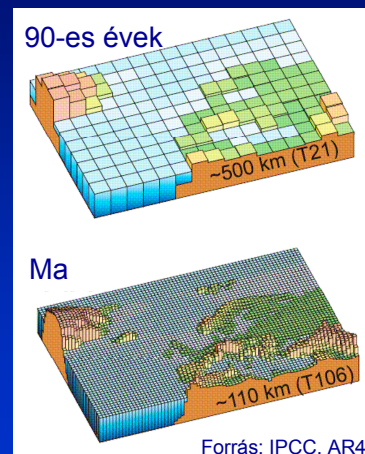 90-es évek
~500 km (T21)
Ma
~110 km (T106)
Forrás: IPCC, AR4